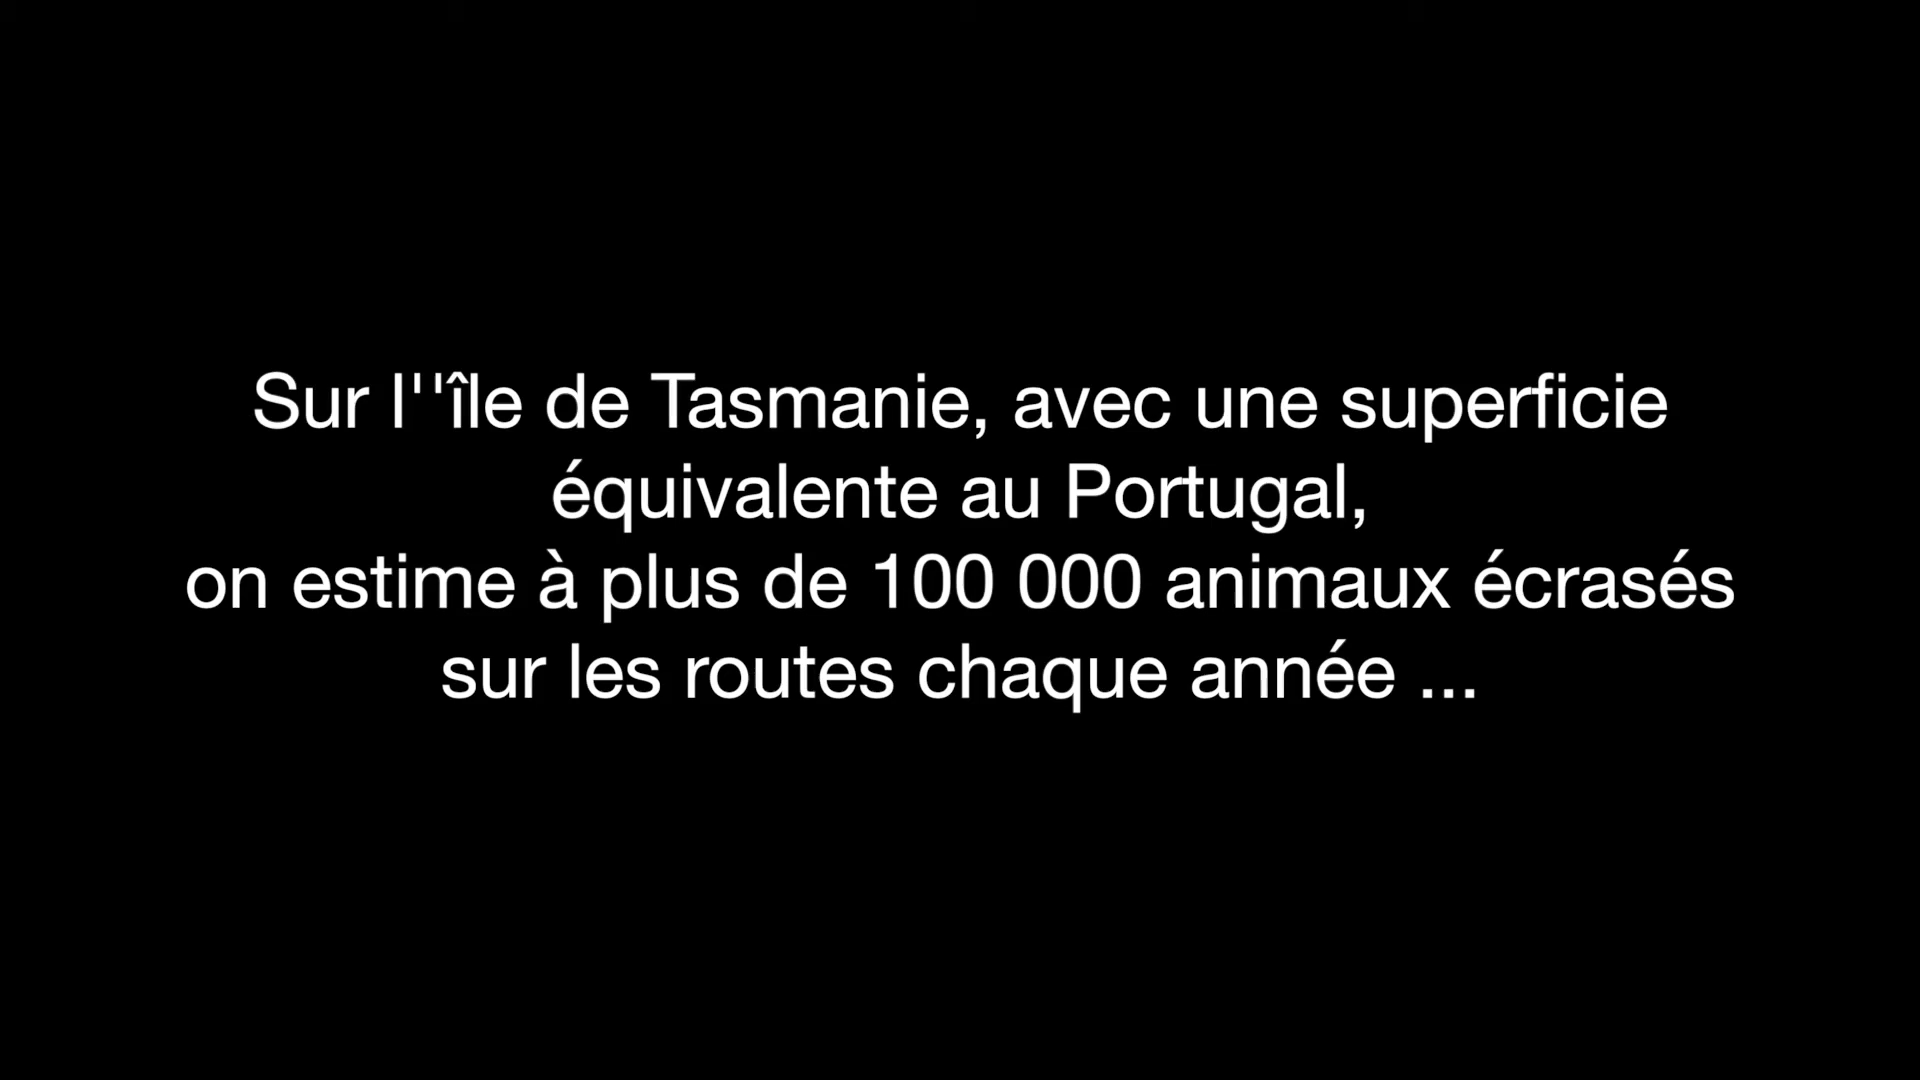 Sur l''île de Tasmanie, avec une superficie
équivalente au Portugal,
on estime à plus de 100 000 animaux écrasés
sur les routes chaque année ...